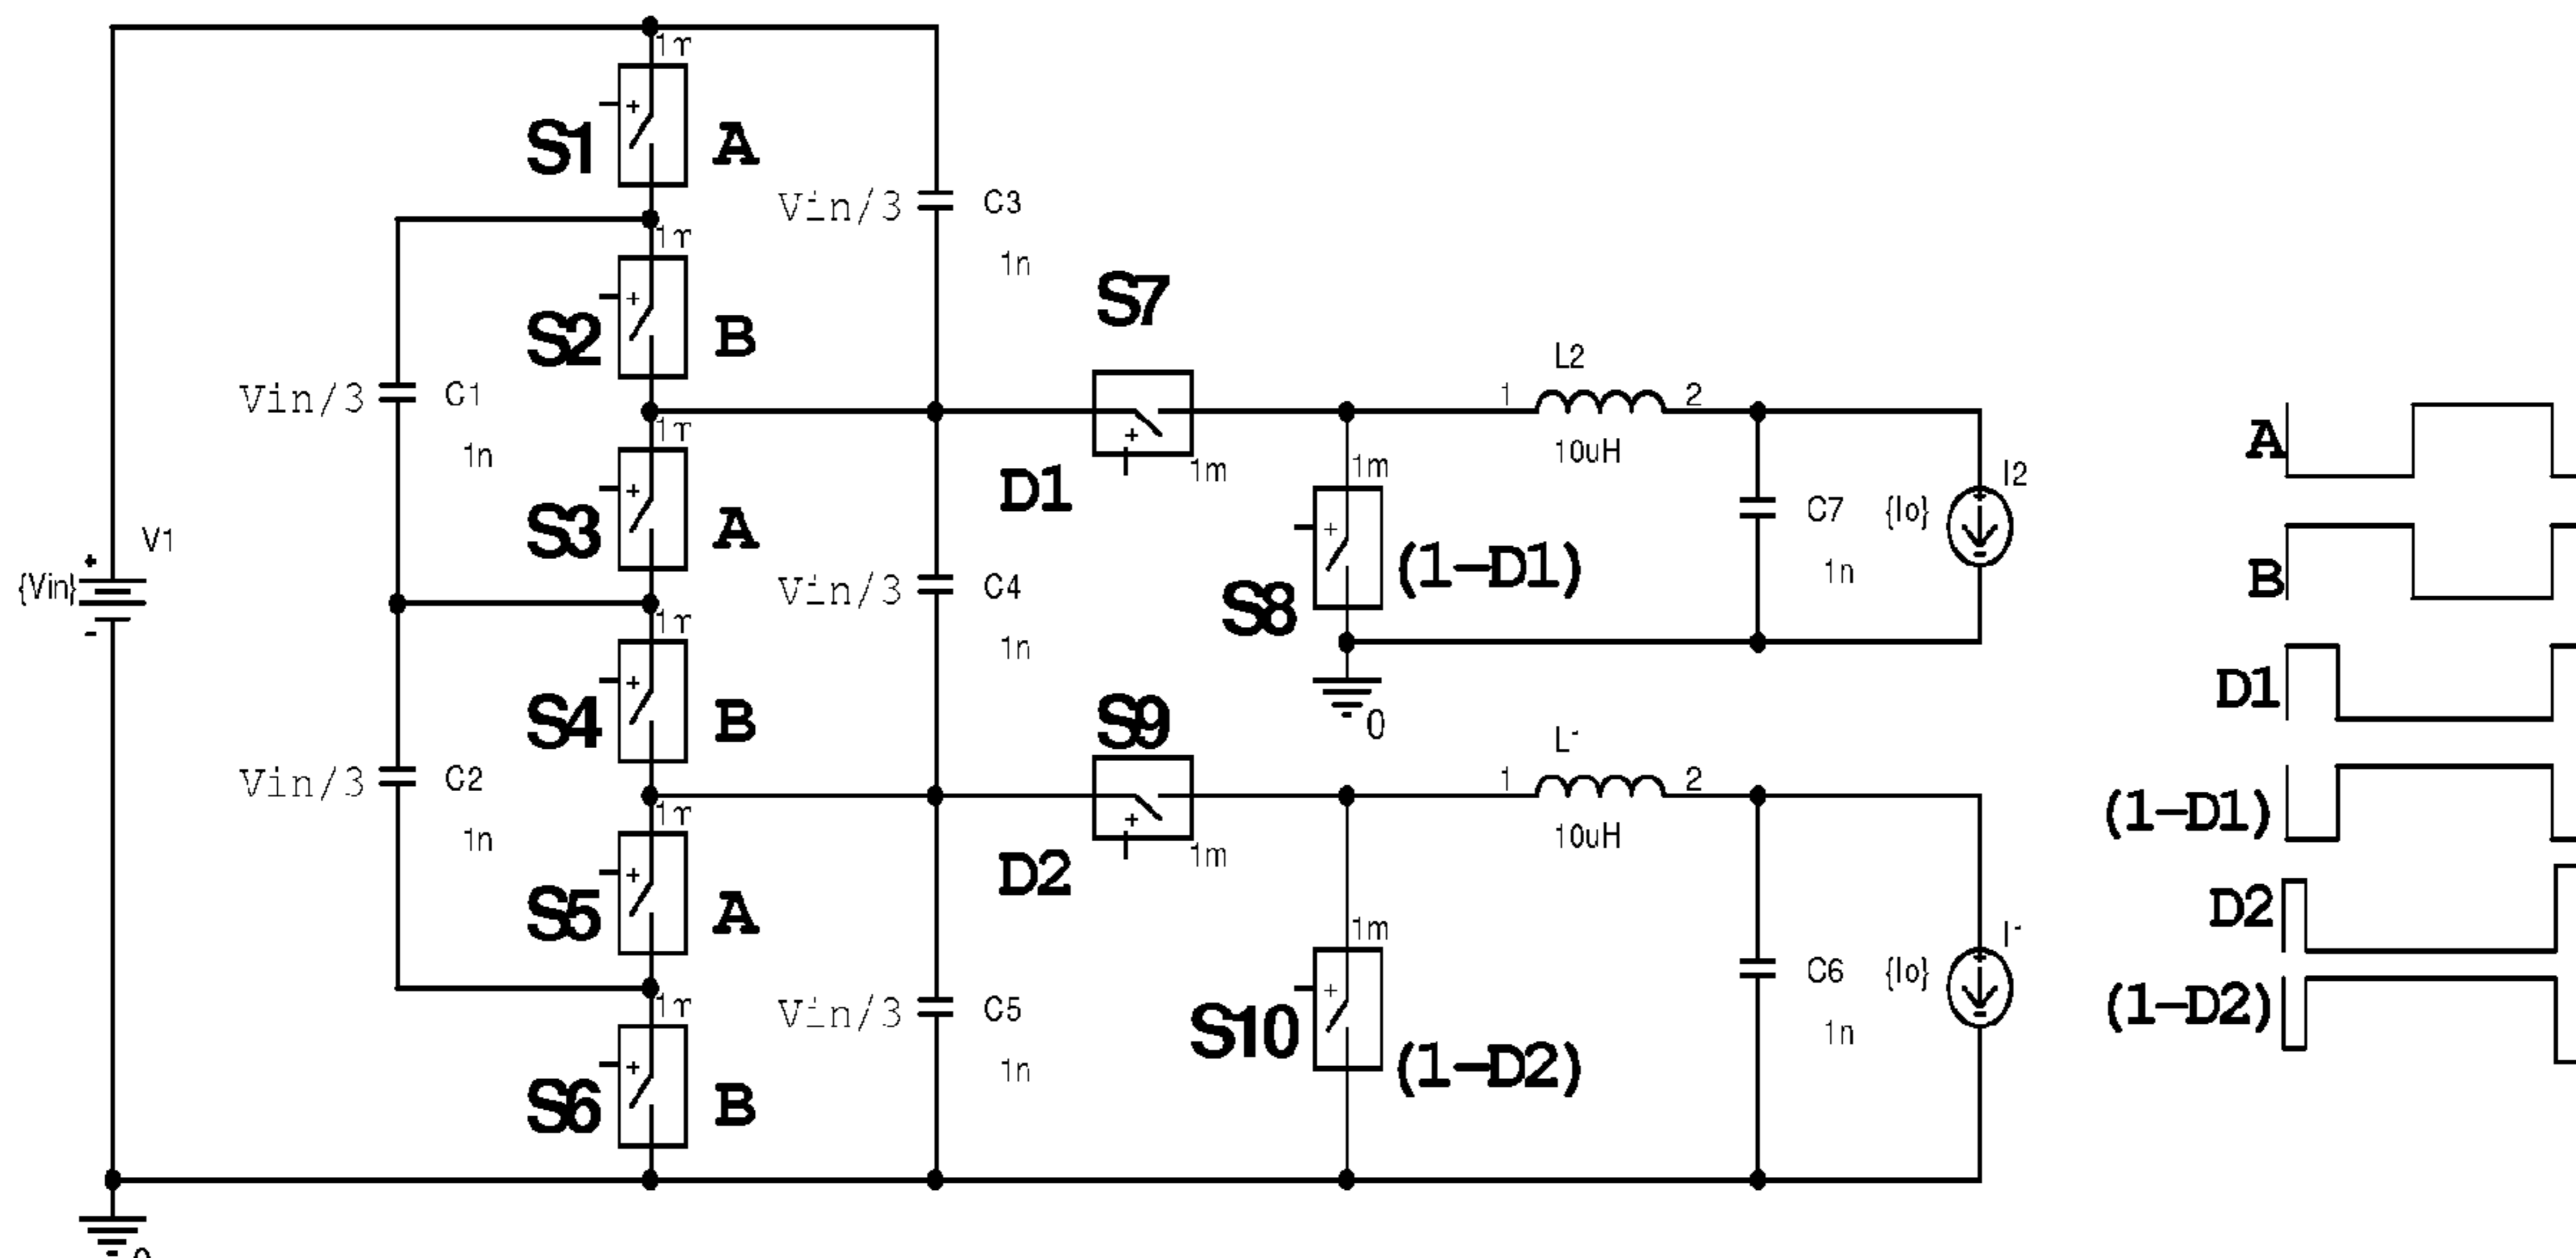 1m
S1 A
Vin/3 C3
1n
1m
S2 B
S7
Vin/3 C1
1n
1m
D1 1m
S3 A
L2
1 2
10uH
1m
V1
{Vin}
Vin/3 C4
1n
S8 (1-D1)
C7
1n
{Io} I2
0
1m
S4 B
S9
Vin/3 C2
1n
1m
D2 1m
S5 A
L1
1 2
10uH
1m
Vin/3 C5
1n
1m
S6 B
S10 (1-D2)
C6
1n
{Io} I1
0
A
B
D1
(1-D1)
D2
(1-D2)